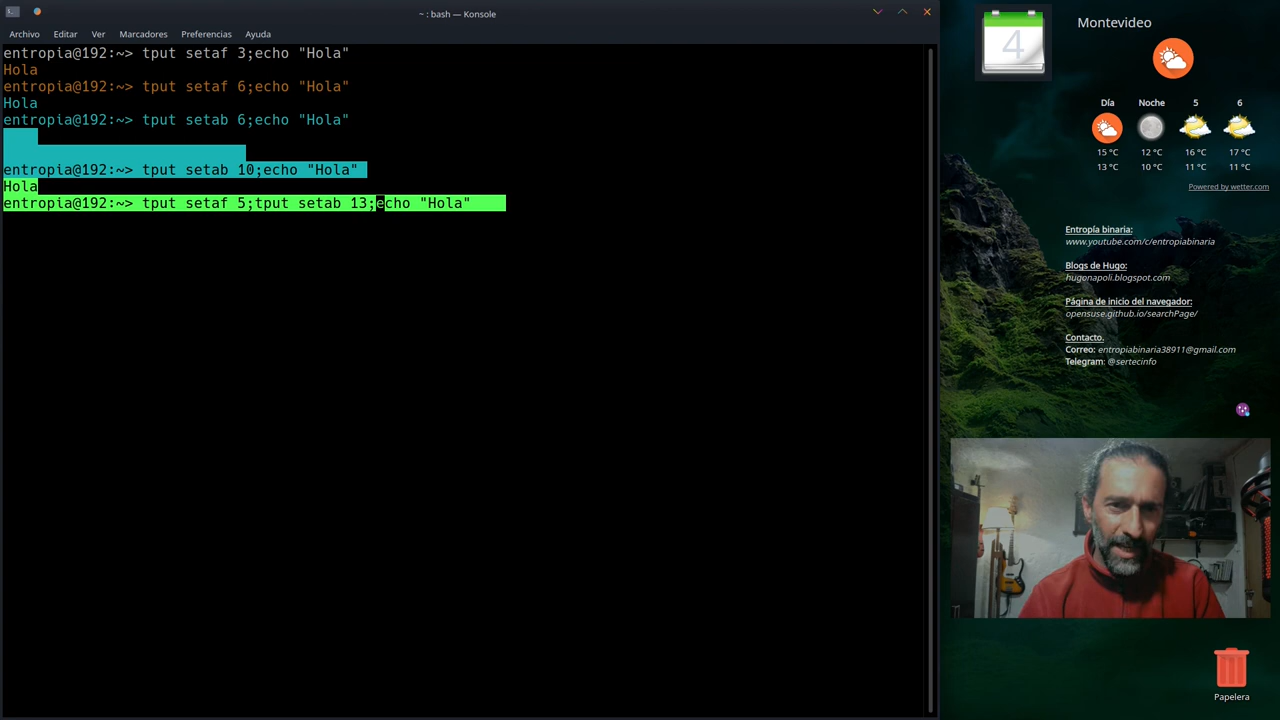 ~ : bash — Konsole
Archivo Editar Ver Marcadores Preferencias Ayuda
entropia@192:~> tput setaf 3;echo "Hola"
Hola
entropia@192:~> tput setaf 6;echo "Hola"
Hola
entropia@192:~> tput setab 6;echo "Hola"
entropia@192:~> tput setab 10;echo "Hola"
Hola
entropia@192:~> tput setaf 5;tput setab 13;echo "Hola"
4
Montevideo
Día Noche 5 6
15 °C 12 °C 16 °C 17 °C
13 °C 10 °C 11 °C 11 °C
Powered by wetter.com
Entropía binaria:
www.youtube.com/c/entropiabinaria
Blogs de Hugo:
hugonapoli.blogspot.com
Página de inicio del navegador:
opensuse.github.io/searchPage/
Contacto.
Correo: entropiabinaria38911@gmail.com
Telegram: @sertecinfo
Papelera